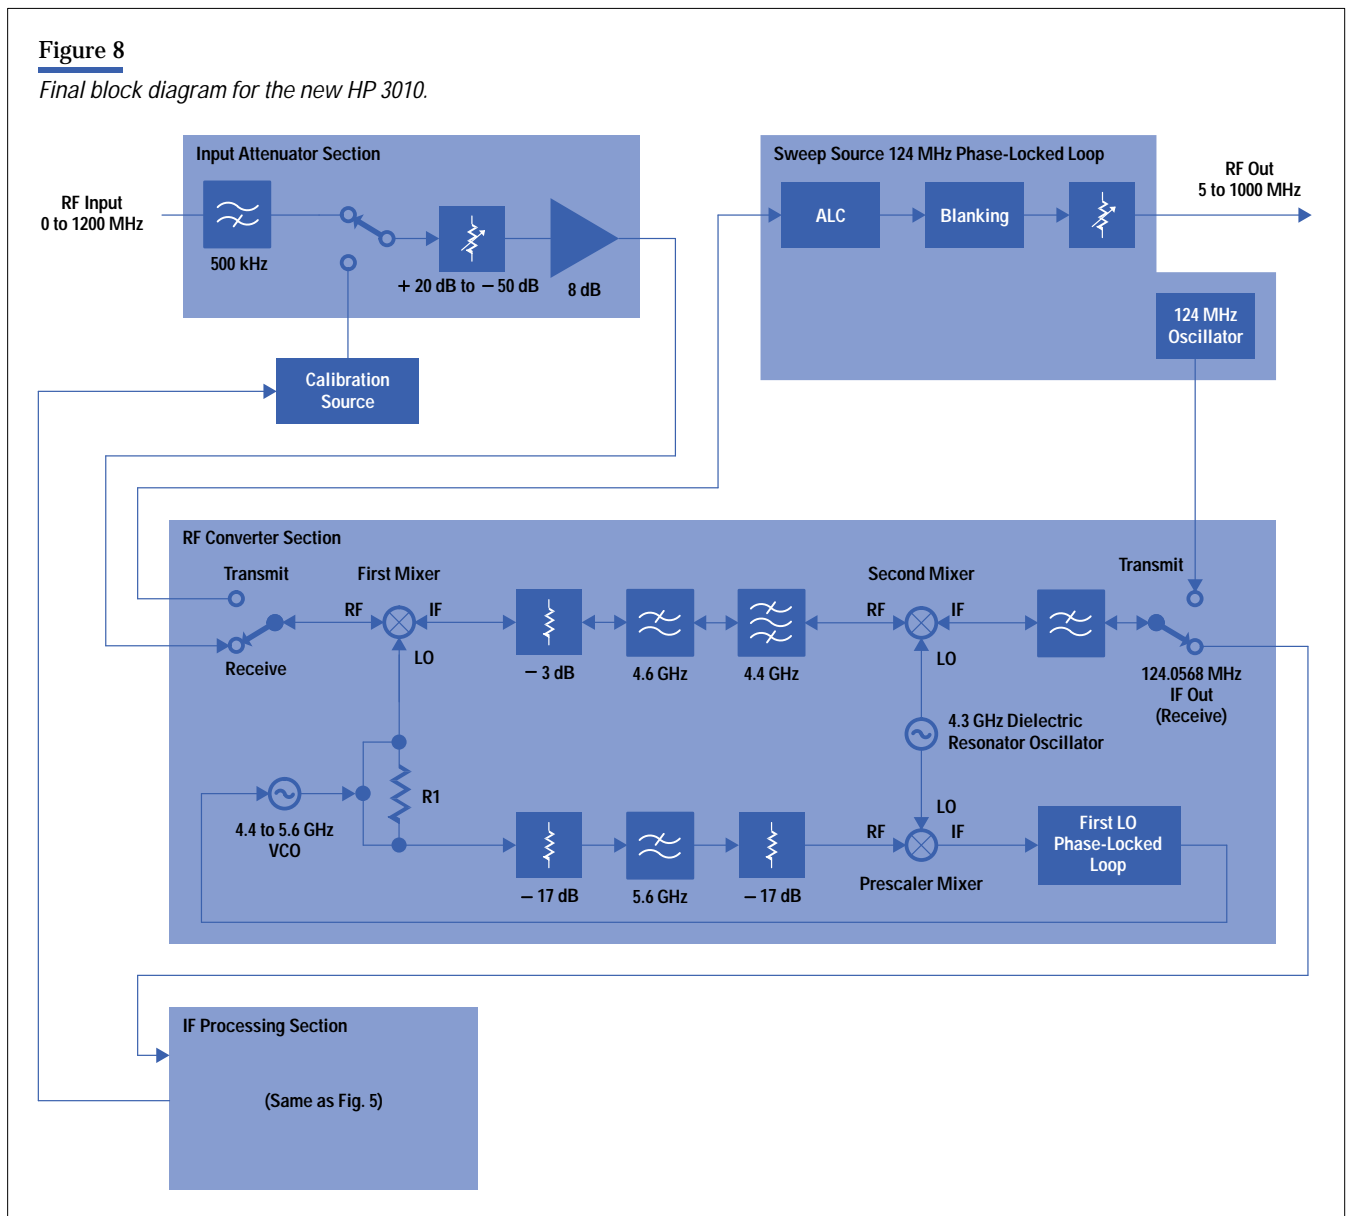 Figure 8
Final block diagram for the new HP 3010.
Input Attenuator Section
RF Input
0 to 1200 MHz
500 kHz
+ 20 dB to − 50 dB
8 dB
Calibration
Source
Sweep Source 124 MHz Phase-Locked Loop
ALC
Blanking
RF Out
5 to 1000 MHz
124 MHz
Oscillator
RF Converter Section
Transmit
Receive
First Mixer
RF
IF
LO
− 3 dB
4.6 GHz
4.4 GHz
Second Mixer
RF
IF
LO
Transmit
124.0568 MHz
IF Out
(Receive)
4.3 GHz Dielectric
Resonator Oscillator
4.4 to 5.6 GHz
VCO
R1
− 17 dB
5.6 GHz
− 17 dB
RF
LO
IF
Prescaler Mixer
First LO
Phase-Locked
Loop
IF Processing Section
(Same as Fig. 5)